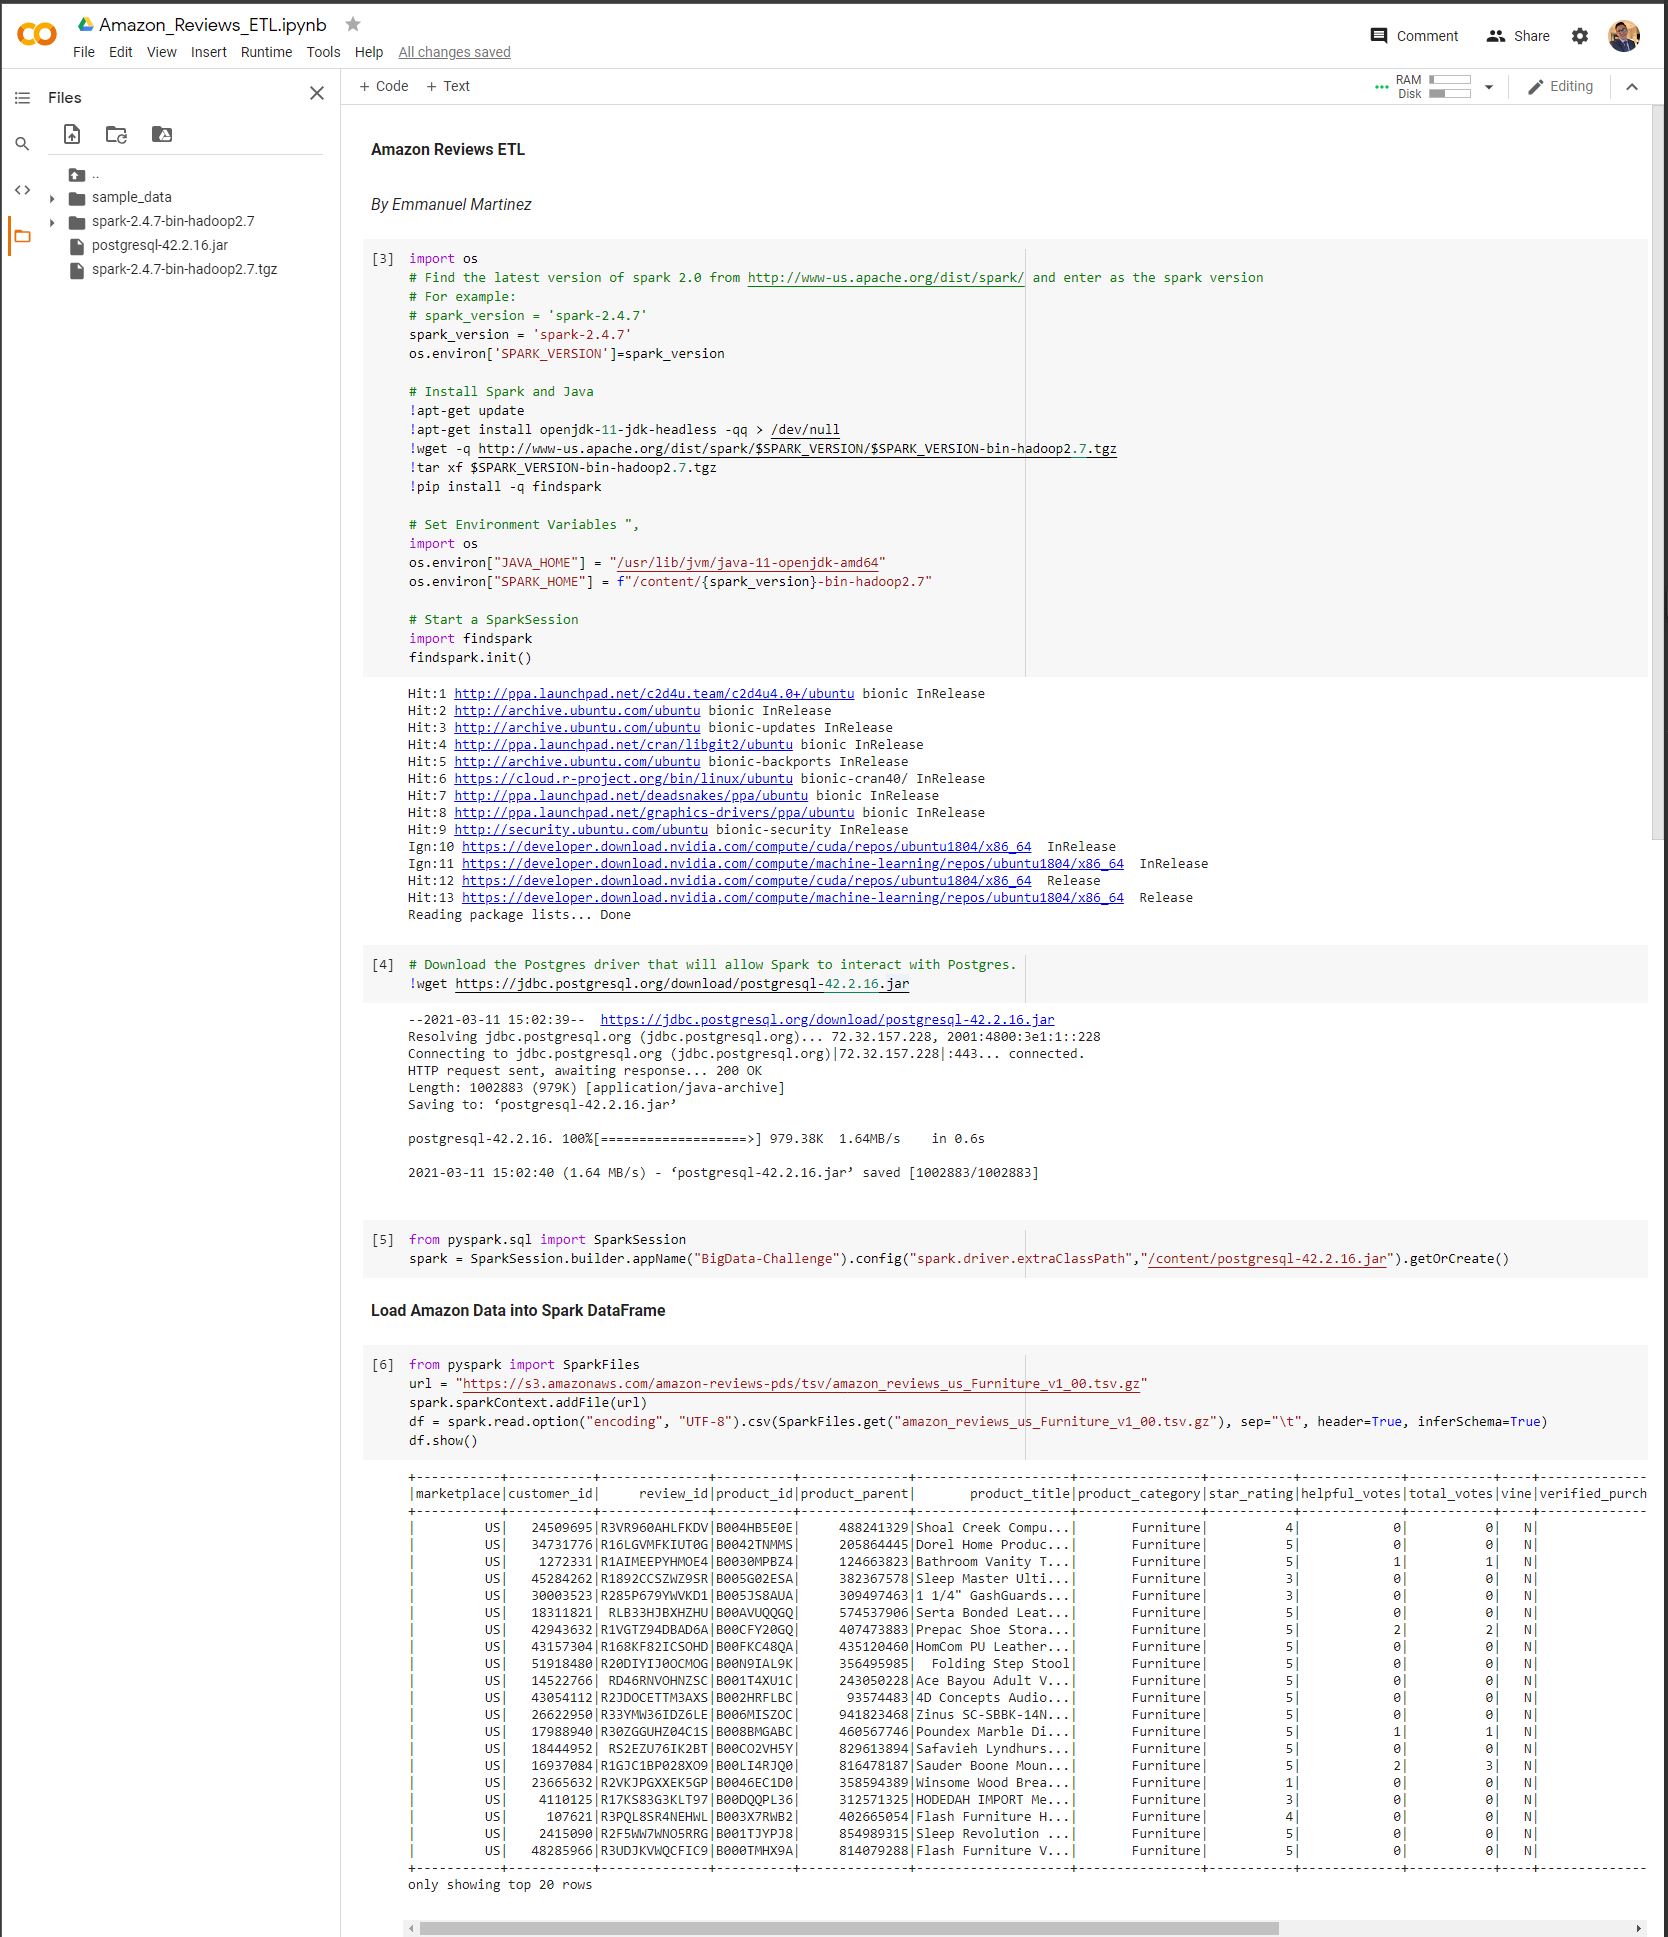 Amazon_Reviews_ETL.ipynb
File Edit View Insert Runtime Tools Help All changes saved
Comment Share
Files
+ Code + Text
RAM
Disk
Editing
..
sample_data
spark-2.4.7-bin-hadoop2.7
postgresql-42.2.16.jar
spark-2.4.7-bin-hadoop2.7.tgz
Amazon Reviews ETL
By Emmanuel Martinez
[3] import os
# Find the latest version of spark 2.0 from http://www-us.apache.org/dist/spark/ and enter as the spark version
# For example:
# spark_version = 'spark-2.4.7'
spark_version = 'spark-2.4.7'
os.environ['SPARK_VERSION']=spark_version
# Install Spark and Java
!apt-get update
!apt-get install openjdk-11-jdk-headless -qq > /dev/null
!wget -q http://www-us.apache.org/dist/spark/$SPARK_VERSION/$SPARK_VERSION-bin-hadoop2.7.tgz
!tar xf $SPARK_VERSION-bin-hadoop2.7.tgz
!pip install -q findspark
# Set Environment Variables ",
import os
os.environ["JAVA_HOME"] = "/usr/lib/jvm/java-11-openjdk-amd64"
os.environ["SPARK_HOME"] = f"/content/{spark_version}-bin-hadoop2.7"
# Start a SparkSession
import findspark
findspark.init()
Hit:1 http://ppa.launchpad.net/c2d4u.team/c2d4u4.0+/ubuntu bionic InRelease
Hit:2 http://archive.ubuntu.com/ubuntu bionic InRelease
Hit:3 http://archive.ubuntu.com/ubuntu bionic-updates InRelease
Hit:4 http://ppa.launchpad.net/cran/libgit2/ubuntu bionic InRelease
Hit:5 http://archive.ubuntu.com/ubuntu bionic-backports InRelease
Hit:6 https://cloud.r-project.org/bin/linux/ubuntu bionic-cran40/ InRelease
Hit:7 http://ppa.launchpad.net/deadsnakes/ppa/ubuntu bionic InRelease
Hit:8 http://ppa.launchpad.net/graphics-drivers/ppa/ubuntu bionic InRelease
Hit:9 http://security.ubuntu.com/ubuntu bionic-security InRelease
Ign:10 https://developer.download.nvidia.com/compute/cuda/repos/ubuntu1804/x86_64 InRelease
Ign:11 https://developer.download.nvidia.com/compute/machine-learning/repos/ubuntu1804/x86_64 InRelease
Hit:12 https://developer.download.nvidia.com/compute/cuda/repos/ubuntu1804/x86_64 Release
Hit:13 https://developer.download.nvidia.com/compute/machine-learning/repos/ubuntu1804/x86_64 Release
Reading package lists... Done
[4] # Download the Postgres driver that will allow Spark to interact with Postgres.
!wget https://jdbc.postgresql.org/download/postgresql-42.2.16.jar
--2021-03-11 15:02:39-- https://jdbc.postgresql.org/download/postgresql-42.2.16.jar
Resolving jdbc.postgresql.org (jdbc.postgresql.org)... 72.32.157.228, 2001:4800:3e1:1::228
Connecting to jdbc.postgresql.org (jdbc.postgresql.org)|72.32.157.228|:443... connected.
HTTP request sent, awaiting response... 200 OK
Length: 1002883 (979K) [application/java-archive]
Saving to: ‘postgresql-42.2.16.jar’
postgresql-42.2.16. 100%[===================>] 979.38K 1.64MB/s in 0.6s
2021-03-11 15:02:40 (1.64 MB/s) - ‘postgresql-42.2.16.jar’ saved [1002883/1002883]
[5] from pyspark.sql import SparkSession
spark = SparkSession.builder.appName("BigData-Challenge").config("spark.driver.extraClassPath","/content/postgresql-42.2.16.jar").getOrCreate()
Load Amazon Data into Spark DataFrame
[6] from pyspark import SparkFiles
url = "https://s3.amazonaws.com/amazon-reviews-pds/tsv/amazon_reviews_us_Furniture_v1_00.tsv.gz"
spark.sparkContext.addFile(url)
df = spark.read.option("encoding", "UTF-8").csv(SparkFiles.get("amazon_reviews_us_Furniture_v1_00.tsv.gz"), sep="\t", header=True, inferSchema=True)
df.show()
+-----------+-----------+--------------+----------+--------------+--------------------+----------------+-----------+-------------+-----------+----+--------------
|marketplace|customer_id| review_id|product_id|product_parent| product_title|product_category|star_rating|helpful_votes|total_votes|vine|verified_purch
+-----------+-----------+--------------+----------+--------------+--------------------+----------------+-----------+-------------+-----------+----+--------------
| US| 24509695|R3VR960AHLFKDV|B004HB5E0E| 488241329|Shoal Creek Compu...| Furniture| 4| 0| 0| N|
| US| 34731776|R16LGVMFKIUT0G|B0042TNMMS| 205864445|Dorel Home Produc...| Furniture| 5| 0| 0| N|
| US| 1272331|R1AIMEEPYHMOE4|B0030MPBZ4| 124663823|Bathroom Vanity T...| Furniture| 5| 1| 1| N|
| US| 45284262|R1892CCSZWZ9SR|B005G02ESA| 382367578|Sleep Master Ulti...| Furniture| 3| 0| 0| N|
| US| 30003523|R285P679YWVKD1|B005JS8AUA| 309497463|1 1/4" GashGuards...| Furniture| 3| 0| 0| N|
| US| 18311821| RLB33HJBXHZHU|B00AVUQQGQ| 574537906|Serta Bonded Leat...| Furniture| 5| 0| 0| N|
| US| 42943632|R1VGTZ94DBAD6A|B00CFY20GQ| 407473883|Prepac Shoe Stora...| Furniture| 5| 2| 2| N|
| US| 43157304|R168KF82ICSOHD|B00FKC48QA| 435120460|HomCom PU Leather...| Furniture| 5| 0| 0| N|
| US| 51918480|R20DIYIJ0OCMOG|B00N9IAL9K| 356495985| Folding Step Stool| Furniture| 5| 0| 0| N|
| US| 14522766| RD46RNVOHNZSC|B001T4XU1C| 243050228|Ace Bayou Adult V...| Furniture| 5| 0| 0| N|
| US| 43054112|R2JDOCETTM3AXS|B002HRFLBC| 93574483|4D Concepts Audio...| Furniture| 5| 0| 0| N|
| US| 26622950|R33YMW36IDZ6LE|B006MISZOC| 941823468|Zinus SC-SBBK-14N...| Furniture| 5| 0| 0| N|
| US| 17988940|R30ZGGUHZ04C1S|B008BMGABC| 460567746|Poundex Marble Di...| Furniture| 5| 1| 1| N|
| US| 18444952| RS2EZU76IK2BT|B00CO2VH5Y| 829613894|Safavieh Lyndhurs...| Furniture| 5| 0| 0| N|
| US| 16937084|R1GJC1BP028XO9|B00LI4RJQ0| 816478187|Sauder Boone Moun...| Furniture| 5| 2| 3| N|
| US| 23665632|R2VKJPGXXEK5GP|B0046EC1D0| 358594389|Winsome Wood Brea...| Furniture| 1| 0| 0| N|
| US| 4110125|R17KS83G3KLT97|B00DQQPL36| 312571325|HODEDAH IMPORT Me...| Furniture| 3| 0| 0| N|
| US| 107621|R3PQL8SR4NEHWL|B003X7RWB2| 402665054|Flash Furniture H...| Furniture| 4| 0| 0| N|
| US| 2415090|R2F5WW7WNO5RRG|B001TJYPJ8| 854989315|Sleep Revolution ...| Furniture| 5| 0| 0| N|
| US| 48285966|R3UDJKVWQCFIC9|B000TMHX9A| 814079288|Flash Furniture V...| Furniture| 5| 0| 0| N|
+-----------+-----------+--------------+----------+--------------+--------------------+----------------+-----------+-------------+-----------+----+--------------
only showing top 20 rows